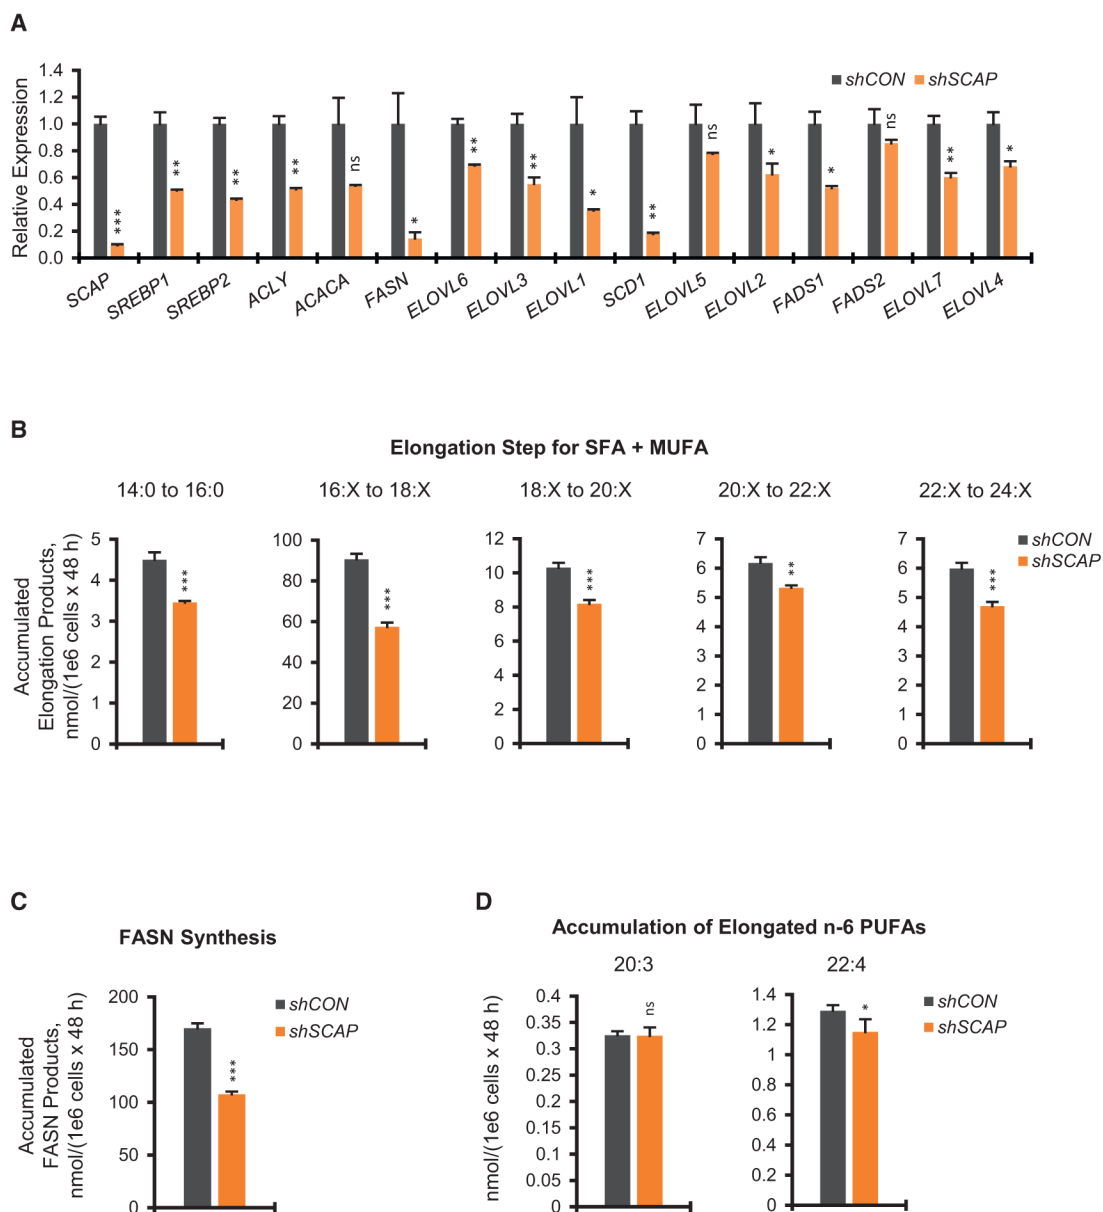 A
shCON shSCAP
Relative Expression
1.4
1.2
1.0
0.8
0.6
0.4
0.2
0.0
*** ** ** ** ns * ** ** * ** ns * * ns ** *
SCAP SREBP1 SREBP2 ACLY ACACA FASN ELOVL6 ELOVL3 ELOVL1 SCD1 ELOVL5 ELOVL2 FADS1 FADS2 ELOVL7 ELOVL4
B
Elongation Step for SFA + MUFA
14:0 to 16:0 16:X to 18:X 18:X to 20:X 20:X to 22:X 22:X to 24:X
Accumulated
Elongation Products,
nmol/(1e6 cells x 48 h)
5
4
3
2
1
0
***
100
80
60
40
20
0
***
12
10
8
6
4
2
0
***
7
6
5
4
3
2
1
0
**
7
6
5
4
3
2
1
0
***
shCON
shSCAP
C
FASN Synthesis
Accumulated
FASN Products,
nmol/(1e6 cells x 48 h)
200
150
100
50
0
***
shCON
shSCAP
D
Accumulation of Elongated n-6 PUFAs
20:3 22:4
nmol/(1e6 cells x 48 h)
0.4
0.35
0.3
0.25
0.2
0.15
0.1
0.05
0
ns
1.4
1.2
1
0.8
0.6
0.4
0.2
0
*
shCON
shSCAP